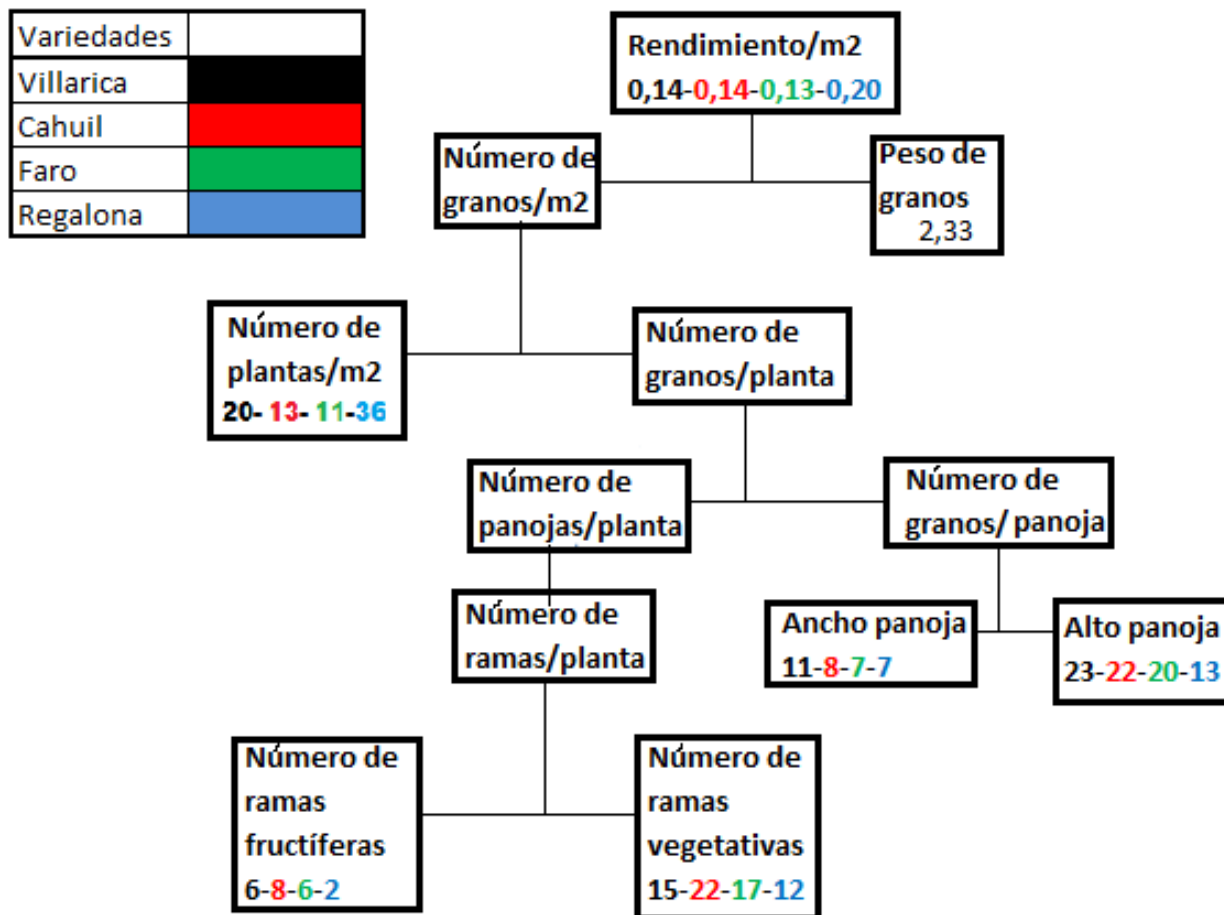 Variedades
Villarica
Cahuil
Faro
Regalona
Rendimiento/m2
0,14-0,14-0,13-0,20
Número de
granos/m2
Peso de
granos
2,33
Número de
plantas/m2
20- 13- 11-36
Número de
granos/planta
Número de
panojas/planta
Número de
granos/panoja
Número de
ramas/planta
Ancho panoja
11-8-7-7
Alto panoja
23-22-20-13
Número de
ramas
fructíferas
6-8-6-2
Número de
ramas
vegetativas
15-22-17-12